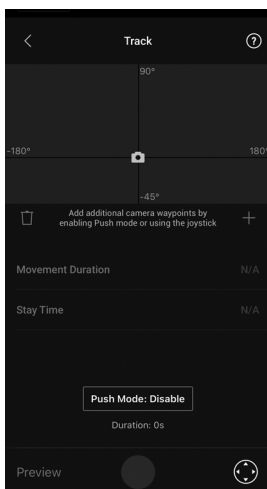 Track
?
90°
-180°
180°
-45°
Add additional camera waypoints by
enabling Push mode or using the joystick
Movement Duration N/A
Stay Time N/A
Push Mode: Disable
Duration: 0s
Preview